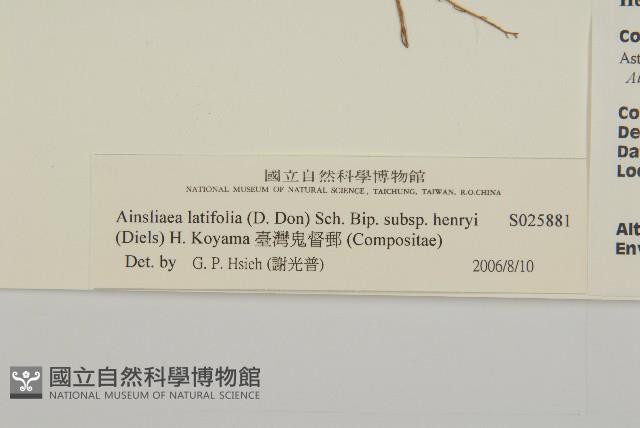 He
Co
Ast
Al
Co
De
Da
Loc
Alt
Env
國立自然科學博物館
NATIONAL MUSEUM OF NATURAL SCIENCE, TAICHUNG, TAIWAN, R.O.CHINA
Ainsliaea latifolia (D. Don) Sch. Bip. subsp. henryi S025881
(Diels) H. Koyama 臺灣鬼督郵 (Compositae)
Det. by G. P. Hsieh (謝光普) 2006/8/10
國立自然科學博物館
NATIONAL MUSEUM OF NATURAL SCIENCE